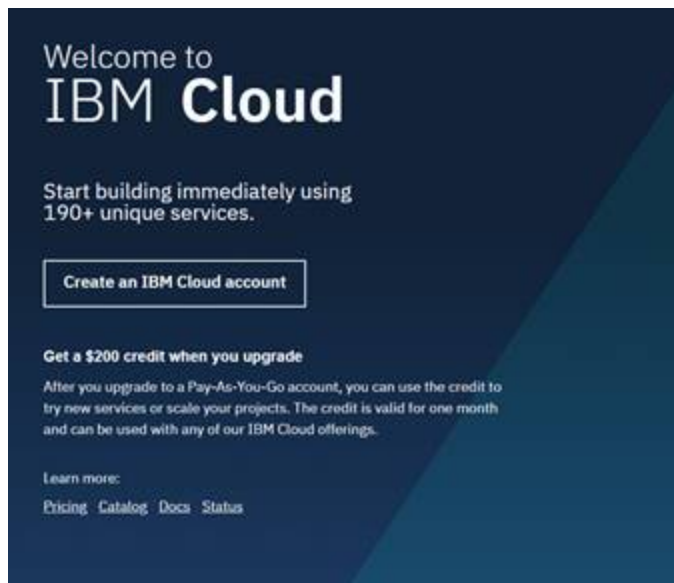 Welcome to
IBM Cloud
Start building immediately using
190+ unique services.
Create an IBM Cloud account
Get a $200 credit when you upgrade
After you upgrade to a Pay-As-You-Go account, you can use the credit to
try new services or scale your projects. The credit is valid for one month
and can be used with any of our IBM Cloud offerings.
Learn more:
Pricing Catalog Docs Status